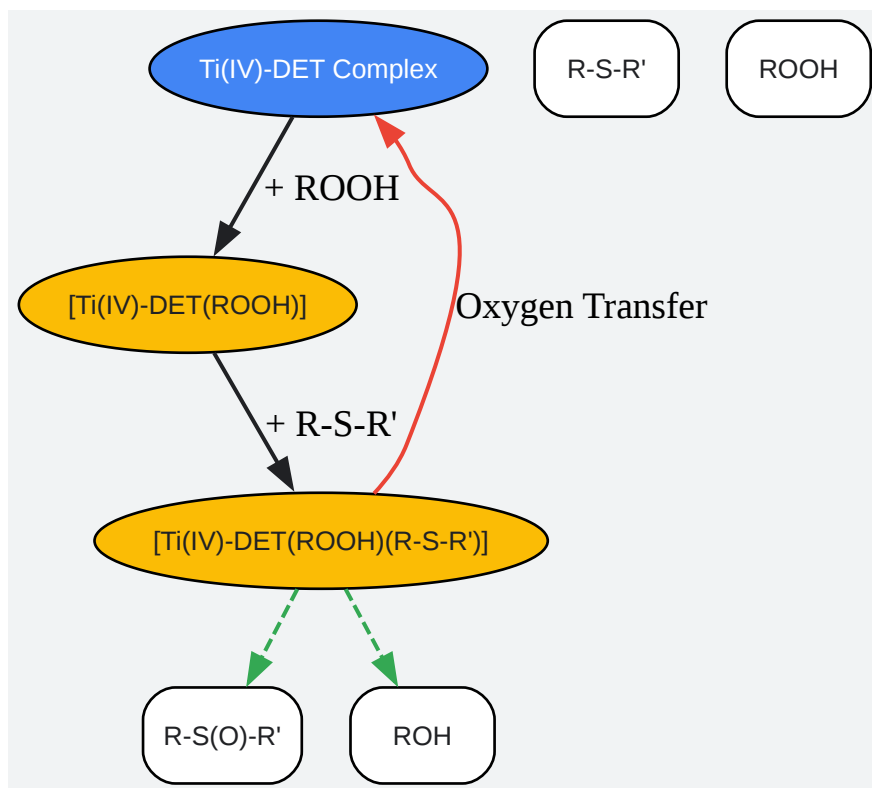 Ti(IV)-DET Complex
R-S-R'
ROOH
+ ROOH
[Ti(IV)-DET(ROOH)]
Oxygen Transfer
+ R-S-R'
[Ti(IV)-DET(ROOH)(R-S-R')]
R-S(O)-R'
ROH